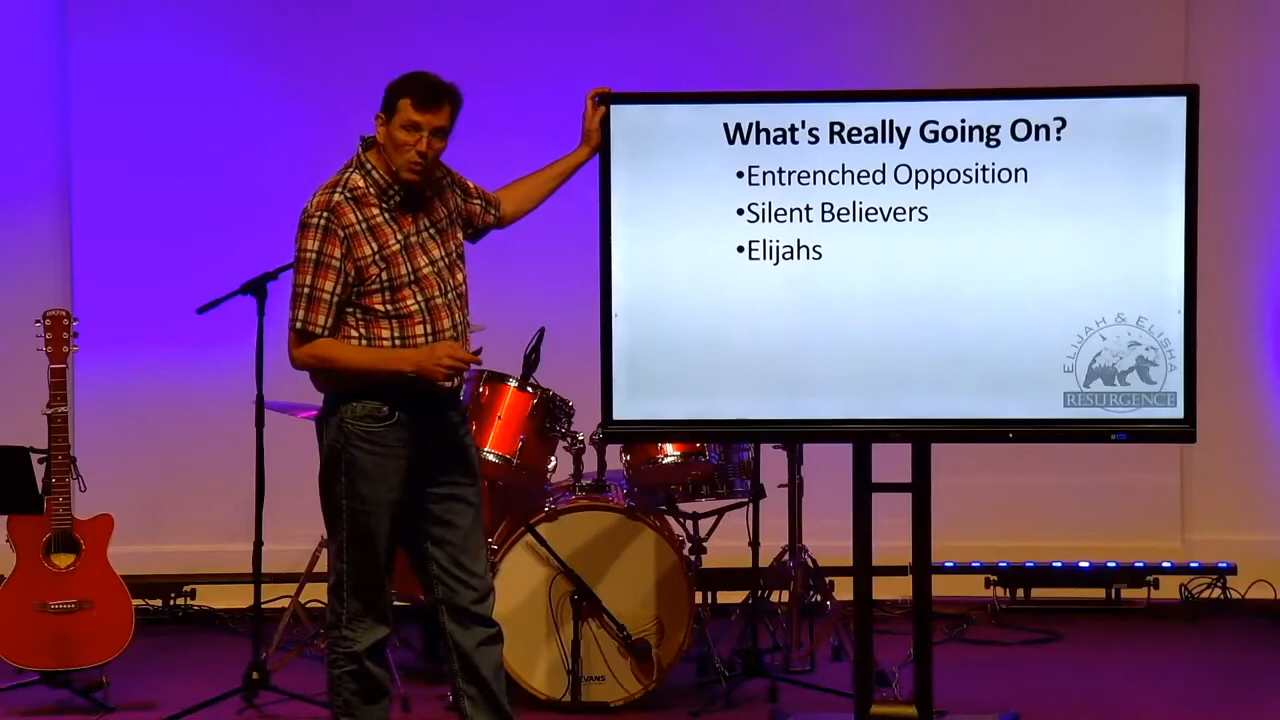 What's Really Going On?
•Entrenched Opposition
•Silent Believers
•Elijahs
ELIJAH & ELISHA
RESURGENCE
EVANS